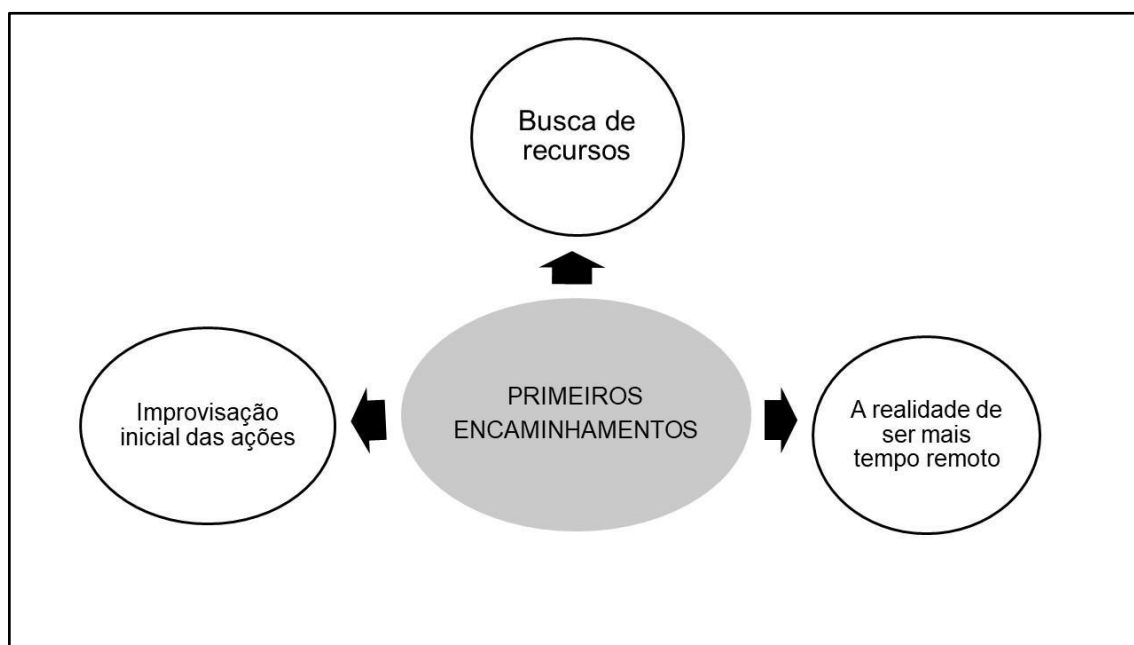 Busca de
recursos
PRIMEIROS
ENCAMINHAMENTOS
Improvisação
inicial das ações
A realidade de
ser mais
tempo remoto